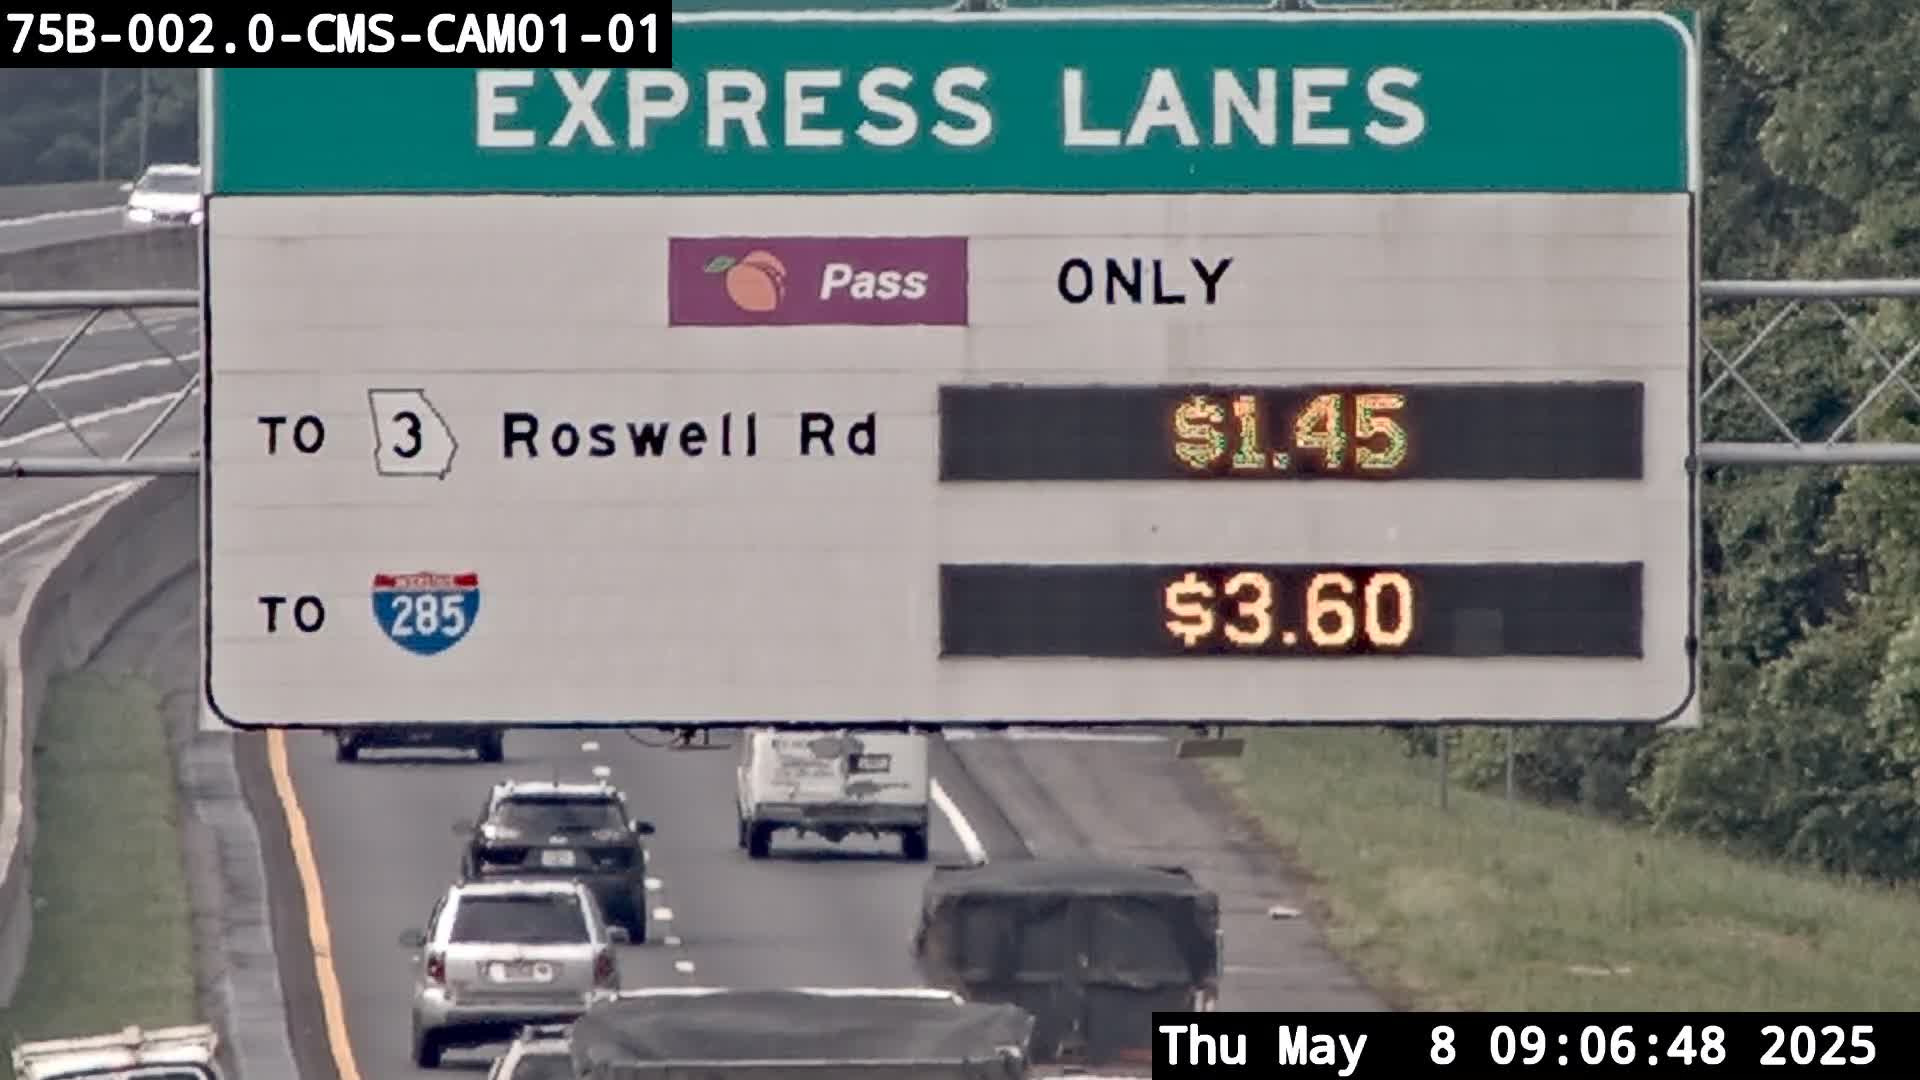 75B-002.0-CMS-CAM01-01
EXPRESS LANES
Pass ONLY
TO 3 Roswell Rd $1.45
TO 285 $3.60
Thu May 8 09:06:48 2025